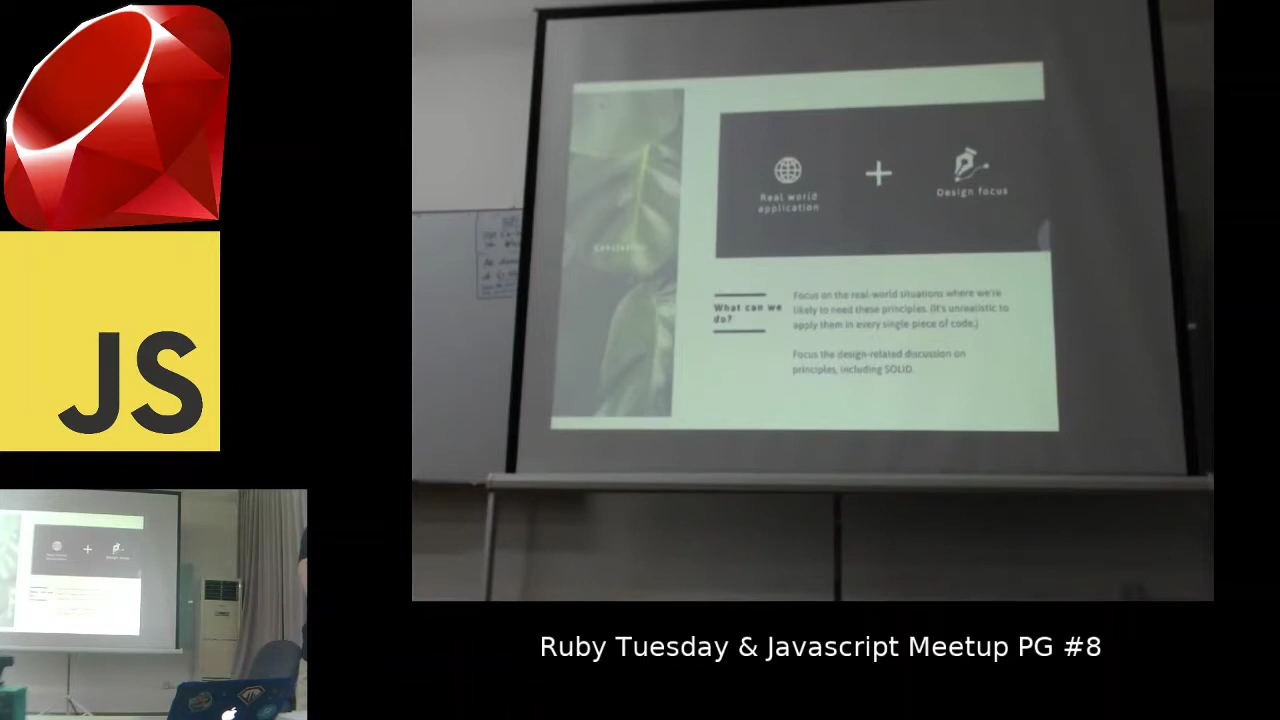 JS
Real world
application
+
Design focus
Conclusion
What can we
do?
Focus on the real-world situations where we're
likely to need these principles. (It's unrealistic to
apply them in every single piece of code.)
Focus the design-related discussion on
principles, including SOLID.
Ruby Tuesday & Javascript Meetup PG #8